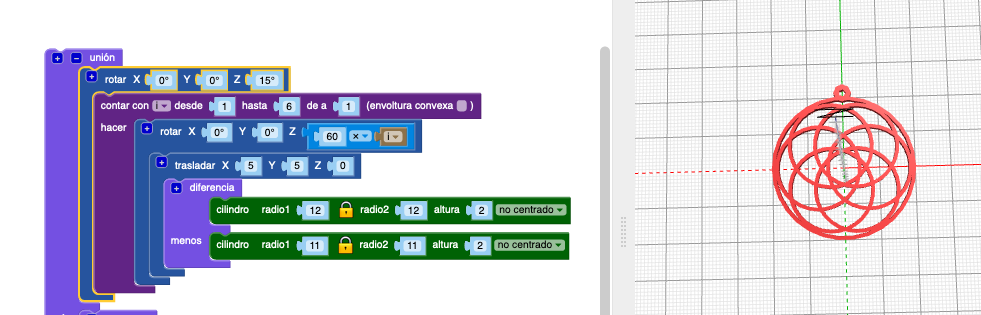 unión
rotar X 0° Y 0° Z 15°
contar con i desde 1 hasta 6 de a 1 (envoltura convexa )
hacer rotar X 0° Y 0° Z 60 × i
trasladar X 5 Y 5 Z 0
diferencia
cilindro radio1 12 radio2 12 altura 2 no centrado
menos cilindro radio1 11 radio2 11 altura 2 no centrado